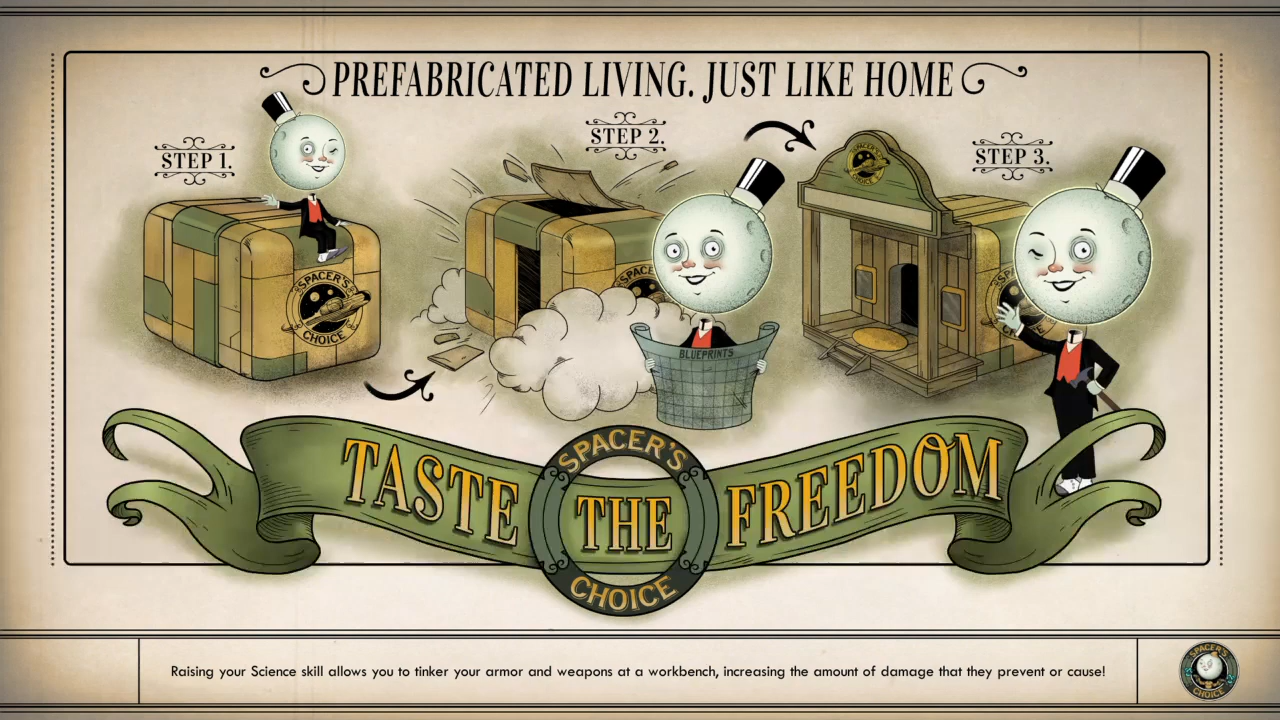 PREFABRICATED LIVING. JUST LIKE HOME
STEP 1.
STEP 2.
STEP 3.
SPACER'S
CHOICE
SPACER'S
SPACER'S
CHOICE
BLUEPRINTS
TASTE THE FREEDOM
SPACER'S
CHOICE
Raising your Science skill allows you to tinker your armor and weapons at a workbench, increasing the amount of damage that they prevent or cause!
SPACER'S
CHOICE